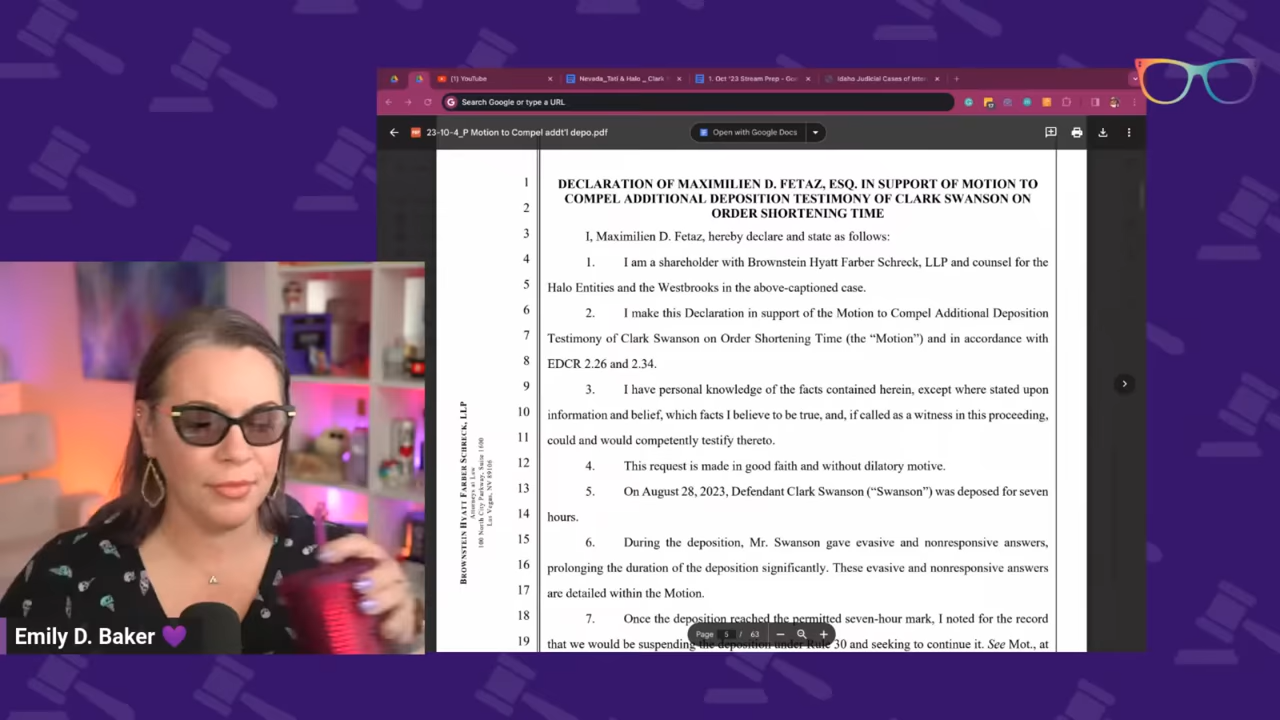 (1) YouTube
Nevada_Tati & Halo _ Clark
1. Oct '23 Stream Prep - Goo
Idaho Judicial Cases of Inter
Search Google or type a URL
23-10-4_P Motion to Compel addt'l depo.pdf
Open with Google Docs
1
DECLARATION OF MAXIMILIEN D. FETAZ, ESQ. IN SUPPORT OF MOTION TO
COMPEL ADDITIONAL DEPOSITION TESTIMONY OF CLARK SWANSON ON
2
ORDER SHORTENING TIME
3 I, Maximilien D. Fetaz, hereby declare and state as follows:
4 1. I am a shareholder with Brownstein Hyatt Farber Schreck, LLP and counsel for the
5 Halo Entities and the Westbrooks in the above-captioned case.
6 2. I make this Declaration in support of the Motion to Compel Additional Deposition
7 Testimony of Clark Swanson on Order Shortening Time (the “Motion”) and in accordance with
8 EDCR 2.26 and 2.34.
9 3. I have personal knowledge of the facts contained herein, except where stated upon
10 information and belief, which facts I believe to be true, and, if called as a witness in this proceeding,
11 could and would competently testify thereto.
12 4. This request is made in good faith and without dilatory motive.
13 5. On August 28, 2023, Defendant Clark Swanson (“Swanson”) was deposed for seven
14 hours.
15 6. During the deposition, Mr. Swanson gave evasive and nonresponsive answers,
16 prolonging the duration of the deposition significantly. These evasive and nonresponsive answers
17 are detailed within the Motion.
18 7. Once the deposition reached the permitted seven-hour mark, I noted for the record
19 that we would be suspending the deposition under Rule 30 and seeking to continue it. See Mot., at
BROWNSTEIN HYATT FARBER SCHRECK, LLP
Attorneys at Law
100 North City Parkway, Suite 1600
Las Vegas, NV 89106
Page 5 / 63
Emily D. Baker 💜